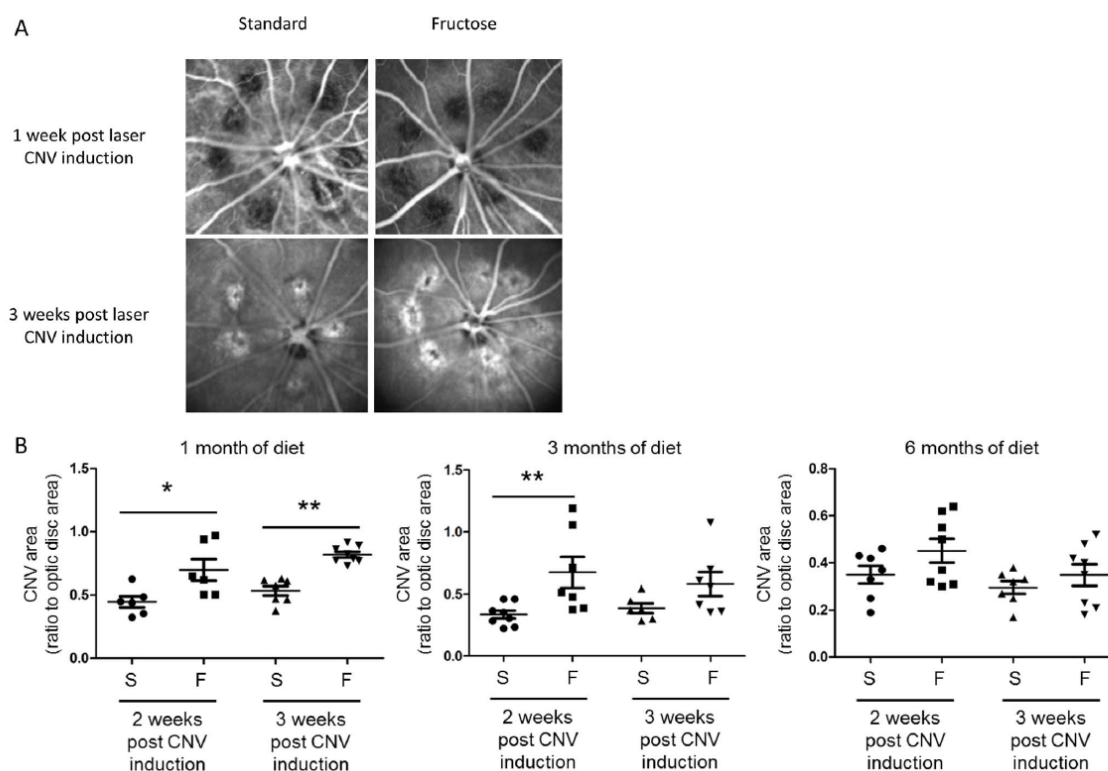 A
Standard
Fructose
1 week post laser
CNV induction
3 weeks post laser
CNV induction
B
1 month of diet
CNV area
(ratio to optic disc area)
1.5
1.0
0.5
0.0
*
**
S
F
S
F
2 weeks
post CNV
induction
3 weeks
post CNV
induction
3 months of diet
CNV area
(ratio to optic disc area)
1.5
1.0
0.5
0.0
**
S
F
S
F
2 weeks
post CNV
induction
3 weeks
post CNV
induction
6 months of diet
CNV area
(ratio to optic disc area)
0.8
0.6
0.4
0.2
0.0
S
F
S
F
2 weeks
post CNV
induction
3 weeks
post CNV
induction